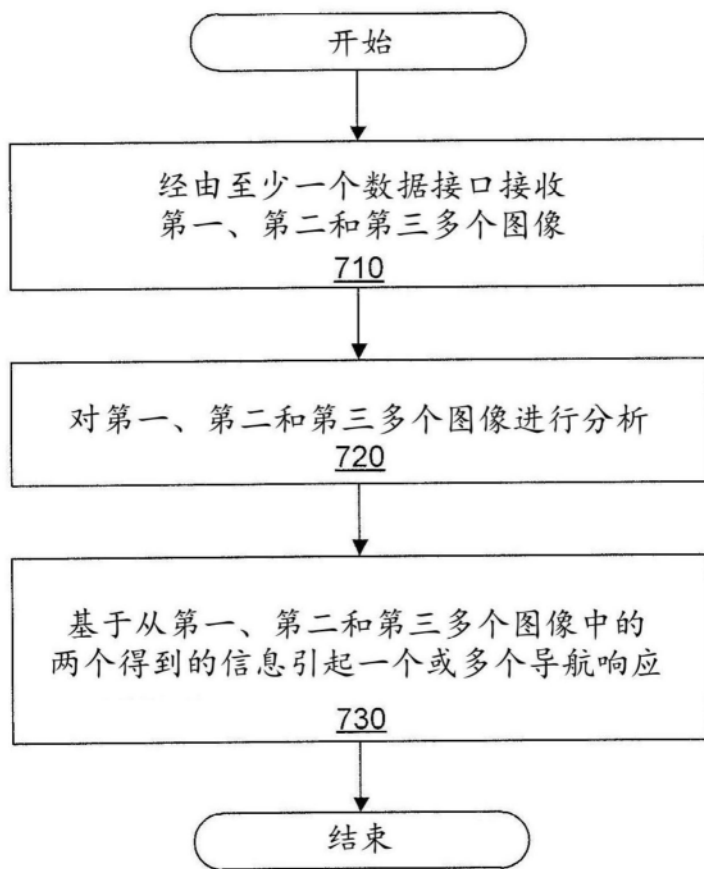 开始
经由至少一个数据接口接收
第一、第二和第三多个图像
710
对第一、第二和第三多个图像进行分析
720
基于从第一、第二和第三多个图像中的
两个得到的信息引起一个或多个导航响应
730
结束